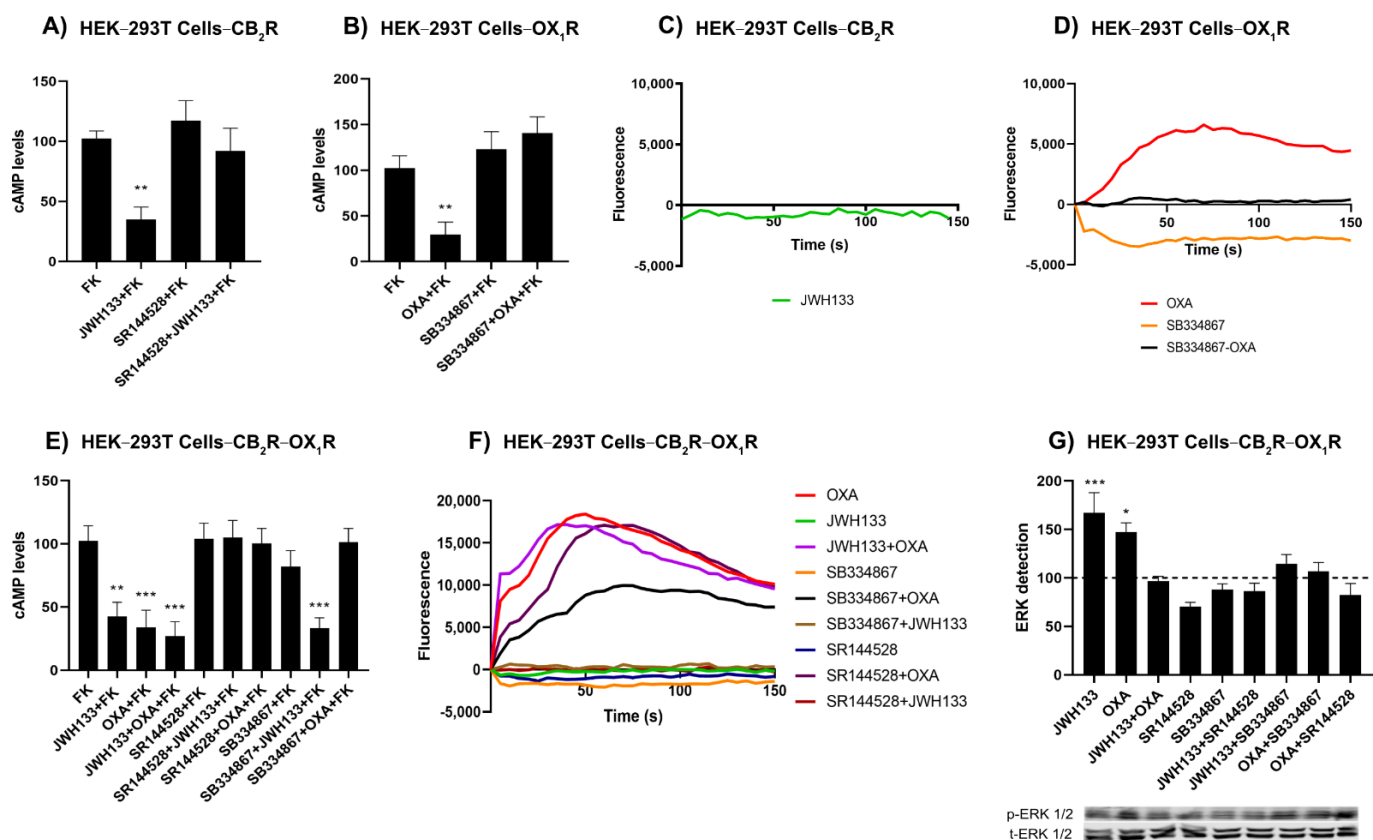 A) HEK–293T Cells–CB₂R
cAMP levels
150
100
50
0
FK
JWH133+FK
SR144528+FK
SR144528+JWH133+FK
**
B) HEK–293T Cells–OX₁R
cAMP levels
200
150
100
50
0
FK
OXA+FK
SB334867+FK
SB334867+OXA+FK
**
C) HEK–293T Cells–CB₂R
Fluorescence
10,000
5,000
0
-5,000
50
100
150
Time (s)
JWH133
D) HEK–293T Cells–OX₁R
Fluorescence
10,000
5,000
0
-5,000
50
100
150
Time (s)
OXA
SB334867
SB334867-OXA
E) HEK–293T Cells–CB₂R–OX₁R
cAMP levels
150
100
50
0
**
***
***
***
FK
JWH133+FK
OXA+FK
JWH133+OXA+FK
SR144528+FK
SR144528+JWH133+FK
SR144528+OXA+FK
SB334867+FK
SB334867+JWH133+FK
SB334867+OXA+FK
F) HEK–293T Cells–CB₂R–OX₁R
Fluorescence
20,000
15,000
10,000
5,000
0
-5,000
50
100
150
Time (s)
OXA
JWH133
JWH133+OXA
SB334867
SB334867+OXA
SB334867+JWH133
SR144528
SR144528+OXA
SR144528+JWH133
G) HEK–293T Cells–CB₂R–OX₁R
ERK detection
200
150
100
50
0
***
*
JWH133
OXA
JWH133+OXA
SR144528
SB334867
JWH133+SR144528
JWH133+SB334867
OXA+SB334867
OXA+SR144528
p-ERK 1/2
t-ERK 1/2